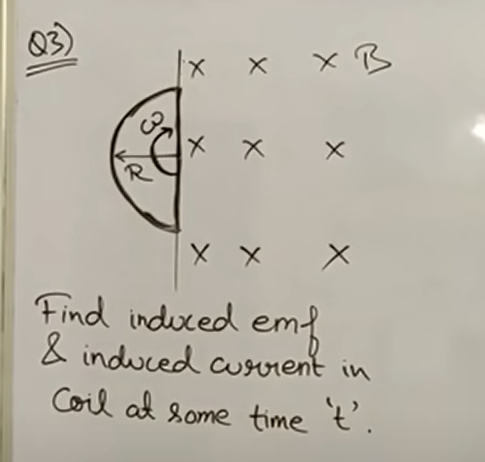 Q3)
× × × B
ω
× × ×
R
× × ×
Find induced emf
& induced current in
Coil at some time 't'.